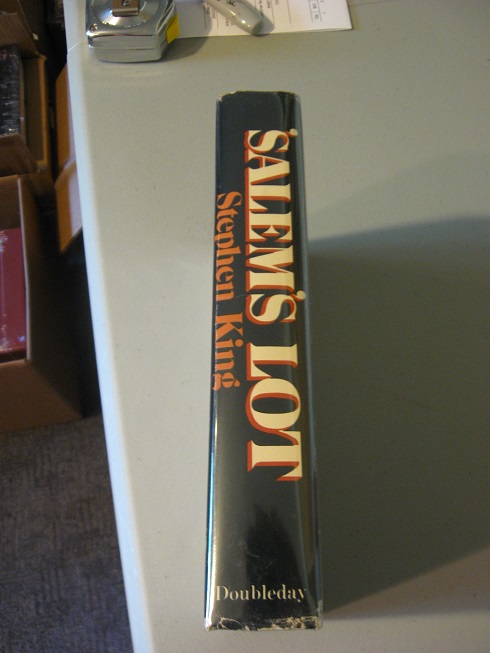 'SALEM'S LOT
Stephen King
Doubleday